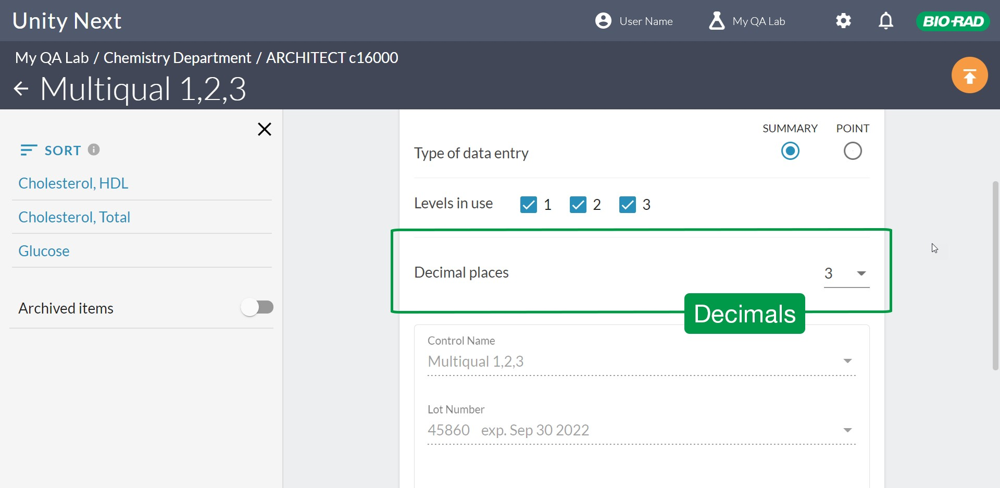 Unity Next
User Name
My QA Lab
BIO-RAD
My QA Lab / Chemistry Department / ARCHITECT c16000
Multiqual 1,2,3
SORT
Cholesterol, HDL
Cholesterol, Total
Glucose
Archived items
SUMMARY POINT
Type of data entry
Levels in use 1 2 3
Decimal places 3
Decimals
Control Name
Multiqual 1,2,3
Lot Number
45860 exp. Sep 30 2022